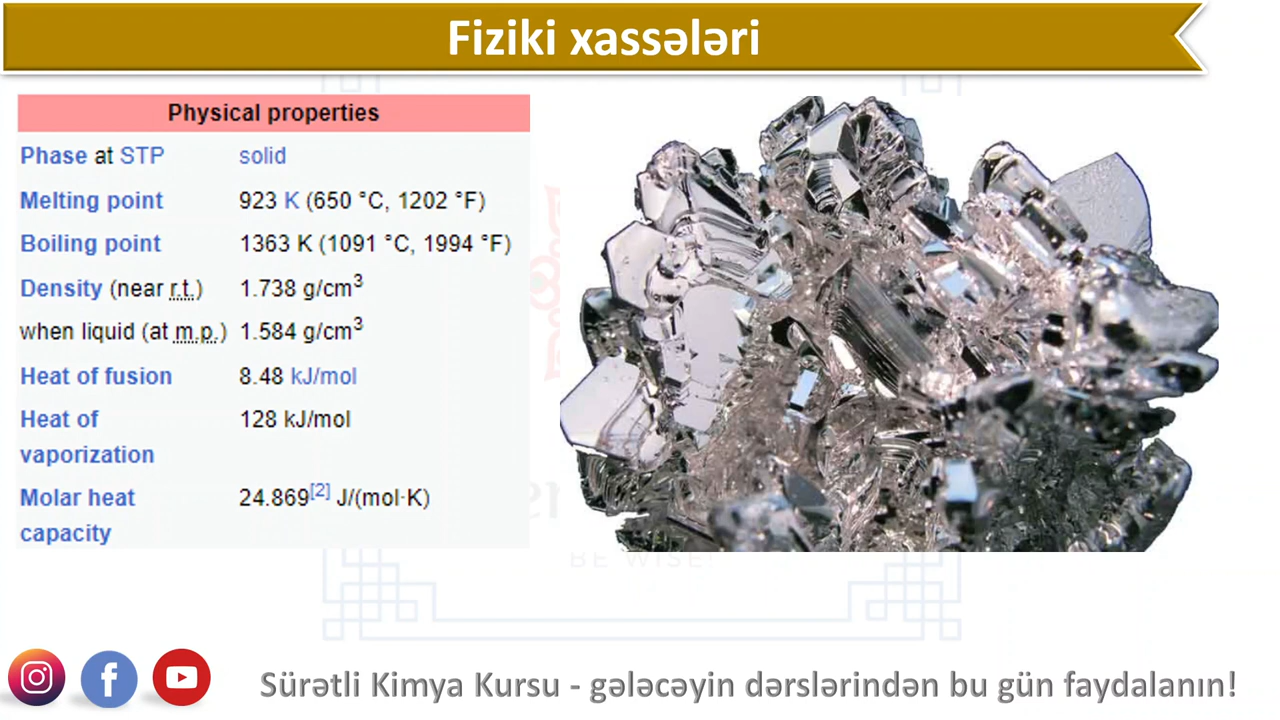 Fiziki xassələri
Physical properties
Phase at STP solid
Melting point 923 K (650 °C, 1202 °F)
Boiling point 1363 K (1091 °C, 1994 °F)
Density (near r.t.) 1.738 g/cm³
when liquid (at m.p.) 1.584 g/cm³
Heat of fusion 8.48 kJ/mol
Heat of 128 kJ/mol
vaporization
Molar heat 24.869[2] J/(mol·K)
capacity
BE WISE
Sürətli Kimya Kursu - gələcəyin dərslərindən bu gün faydalanın!